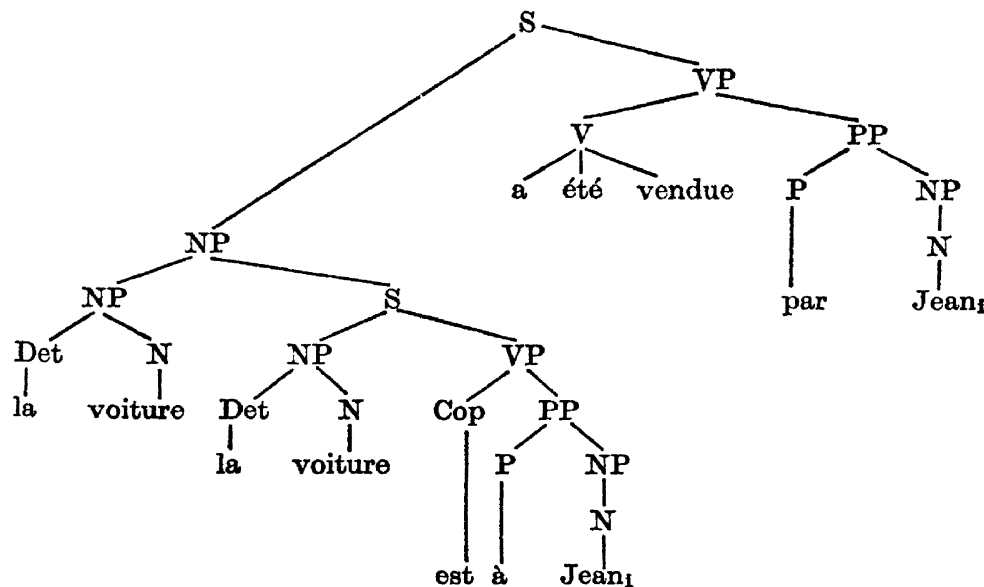 S
VP
V PP
a été vendue P NP
NP N
NP S par Jean₁
Det N NP VP
la voiture Det N Cop PP
la voiture P NP
N
est à Jean₁